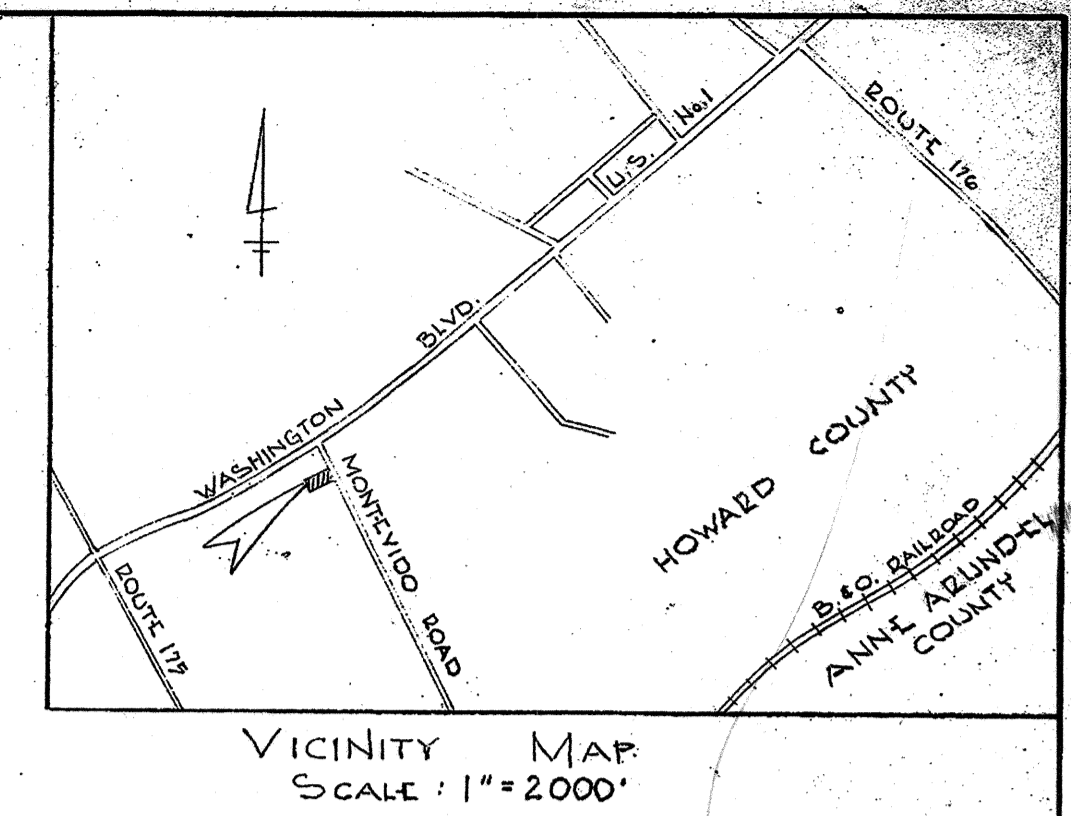 ROUTE 176
U.S. No. 1
WASHINGTON BLVD.
MONTEVIDO ROAD
ROUTE 175
HOWARD COUNTY
B. & O. RAILROAD
ANNE ARUNDEL
COUNTY
VICINITY MAP
SCALE : 1" = 2000'